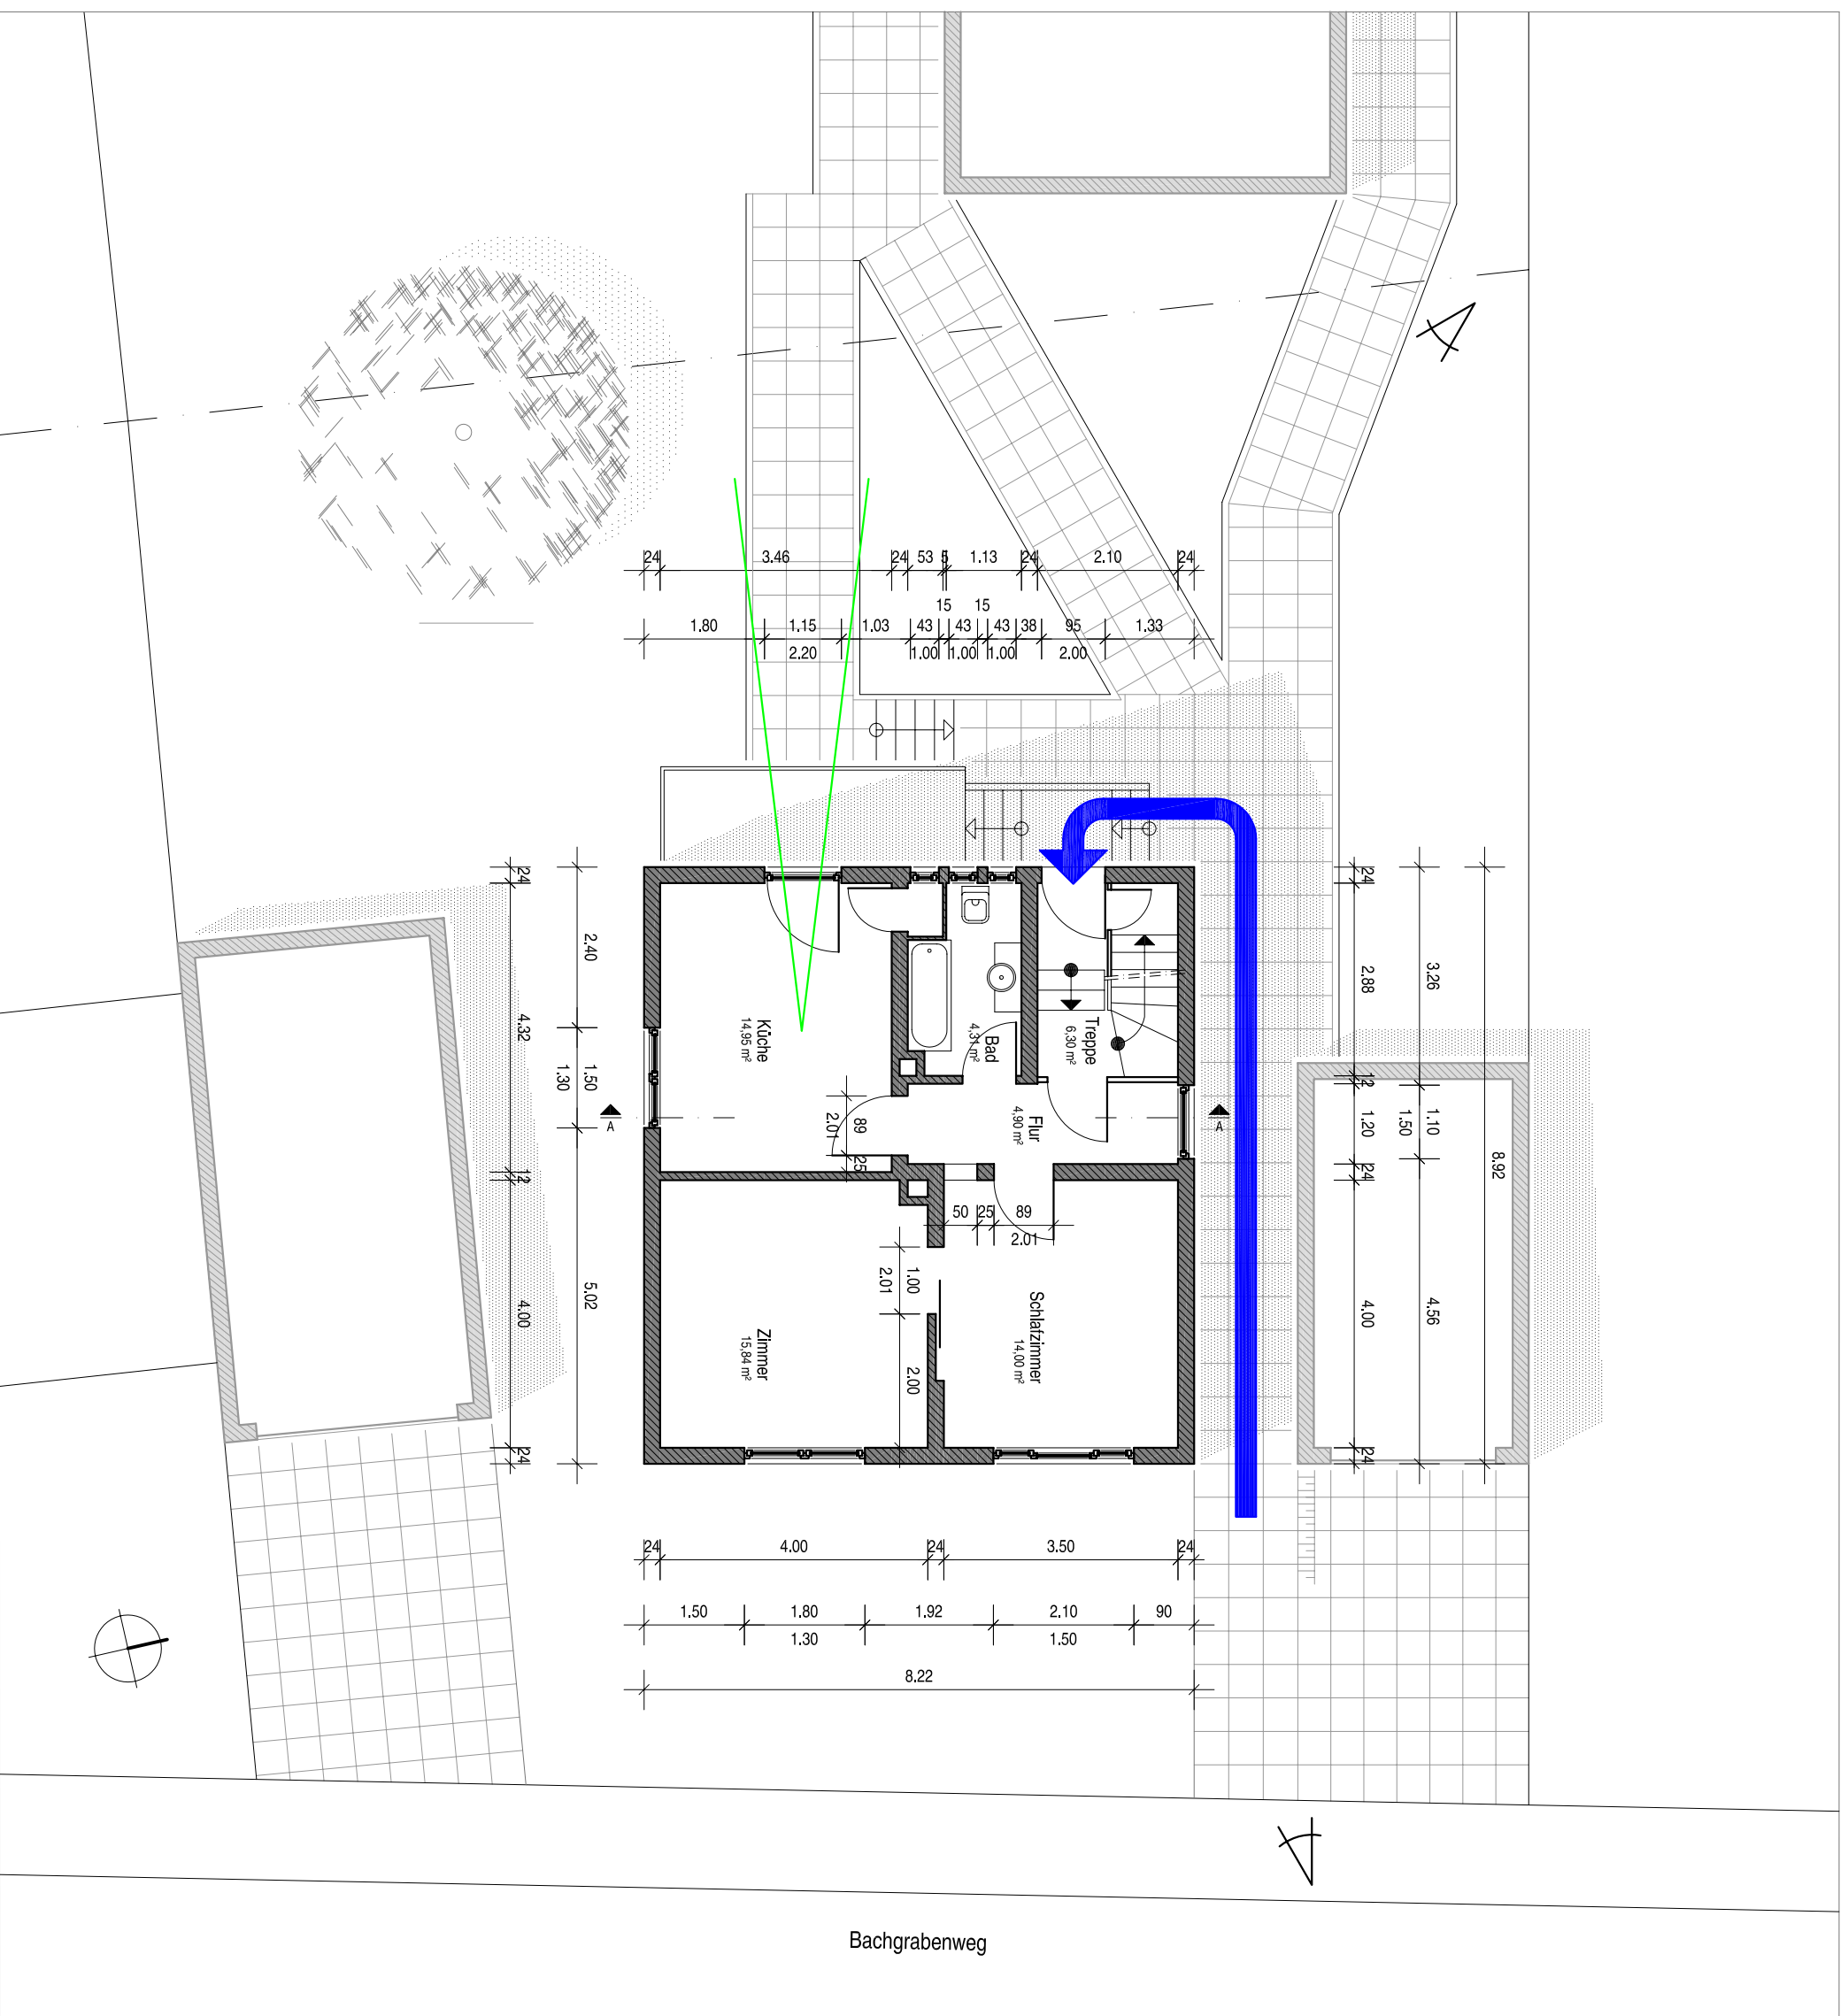 24 3.46 24 53 5 1.13 24 2.10 24
15 15
1.80 1.15 1.03 43 43 43 38 95 1.33
2.20 1.00 1.00 1.00 2.00
24
2.40
4.32
1.50
1.30
12
5.02
4.00
24
24
2.88
3.26
12
1.20
1.10
1.50
24
8.92
4.00
4.56
24
Küche
14,95 m²
Bad
4,31 m²
Treppe
6,30 m²
Flur
4,90 m²
A
A
89
2.01
25
50 25 89
2.01
1.00
2.01
2.00
Zimmer
15,84 m²
Schlafzimmer
14,00 m²
24 4.00 24 3.50 24
1.50 1.80 1.92 2.10 90
1.30 1.50
8.22
Bachgrabenweg